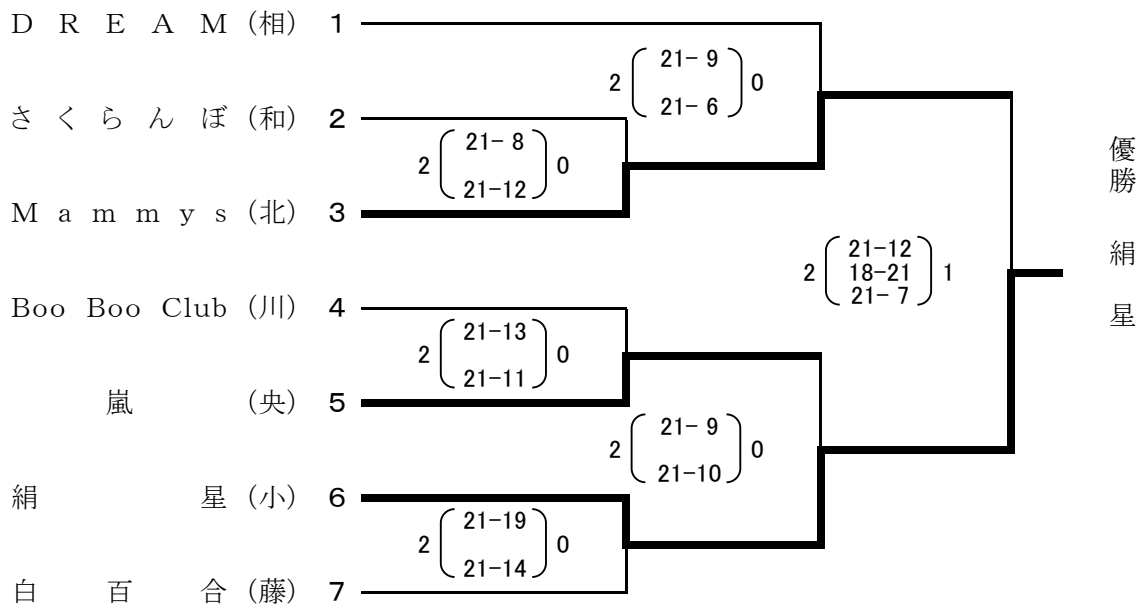 DREAM（相） 1
2 21- 9 0
21- 6
さくらんぼ（和） 2
2 21- 8 0
21-12
Mammys（北） 3
優勝 絹星
2 21-12 1
18-21
21- 7
Boo Boo Club（川） 4
2 21-13 0
21-11
嵐（央） 5
2 21- 9 0
21-10
絹星（小） 6
2 21-19 0
21-14
白百合（藤） 7